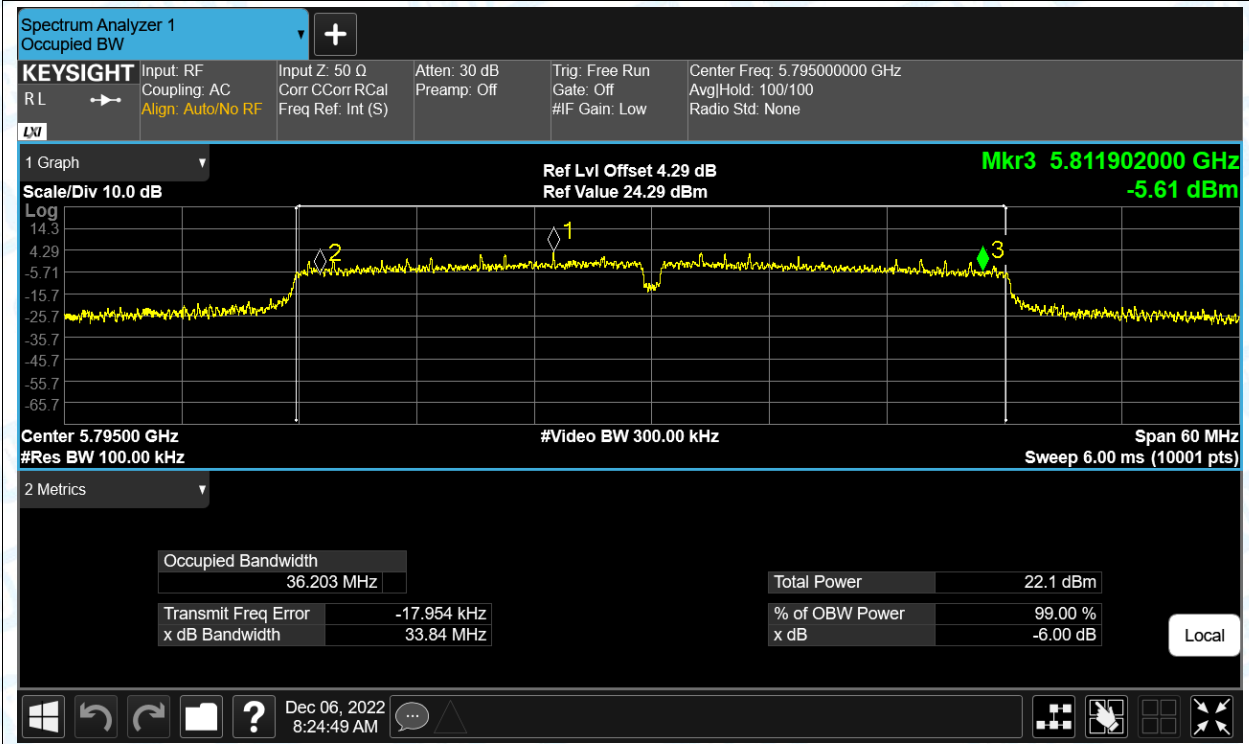 Spectrum Analyzer 1
Occupied BW
KEYSIGHT
R L
LXI
Input: RF
Coupling: AC
Align: Auto/No RF
Input Z: 50 Ω
Corr CCorr RCal
Freq Ref: Int (S)
Atten: 30 dB
Preamp: Off
Trig: Free Run
Gate: Off
#IF Gain: Low
Center Freq: 5.795000000 GHz
Avg|Hold: 100/100
Radio Std: None
1 Graph
Scale/Div 10.0 dB
Ref Lvl Offset 4.29 dB
Ref Value 24.29 dBm
Mkr3 5.811902000 GHz
-5.61 dBm
Log
14.3
4.29
-5.71
-15.7
-25.7
-35.7
-45.7
-55.7
-65.7
1
2
3
Center 5.79500 GHz
#Res BW 100.00 kHz
#Video BW 300.00 kHz
Span 60 MHz
Sweep 6.00 ms (10001 pts)
2 Metrics
Occupied Bandwidth
36.203 MHz
Transmit Freq Error -17.954 kHz
x dB Bandwidth 33.84 MHz
Total Power 22.1 dBm
% of OBW Power 99.00 %
x dB -6.00 dB
Local
?
Dec 06, 2022
8:24:49 AM